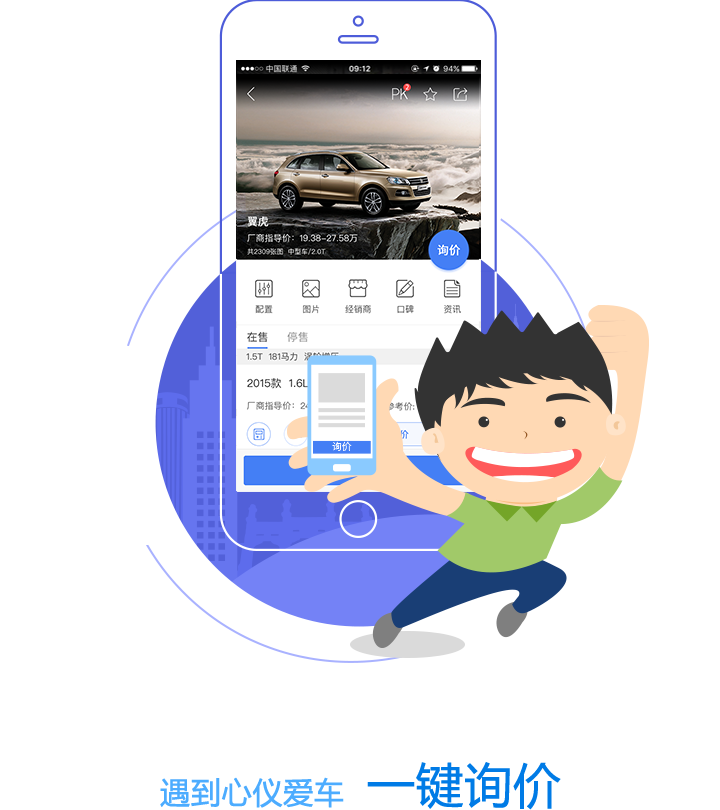 中国联通 09:12 94%
PK 2
翼虎
厂商指导价：19.38-27.58万
共2309张图 中型车/2.0T
询价
配置 图片 经销商 口碑 资讯
在售 停售
1.5T 181马力
2015款 1.6L
厂商指导价：24
参考价:
价
询价
遇到心仪爱车 一键询价